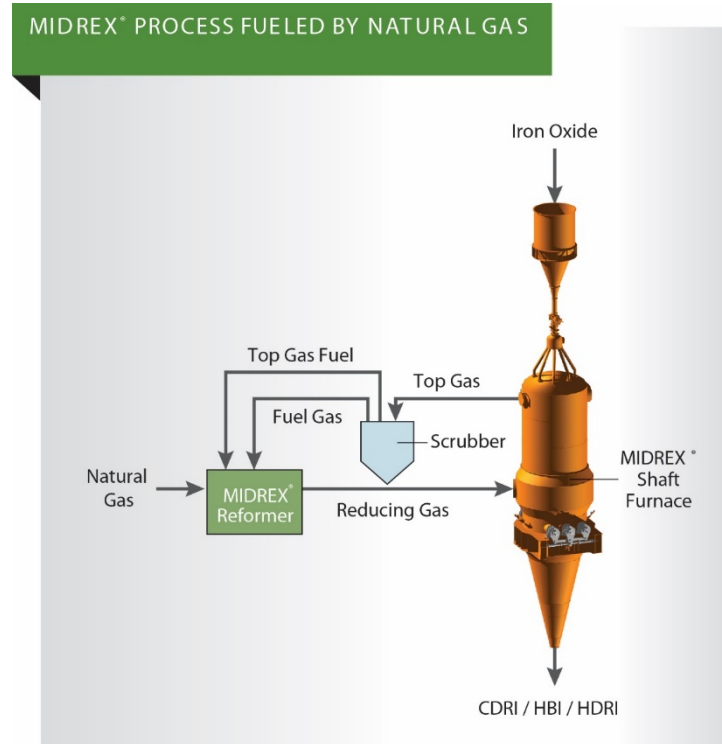 MIDREX® PROCESS FUELED BY NATURAL GAS
Iron Oxide
Top Gas Fuel
Top Gas
Fuel Gas
Scrubber
Natural
Gas
MIDREX®
Reformer
Reducing Gas
MIDREX®
Shaft
Furnace
CDRI / HBI / HDRI